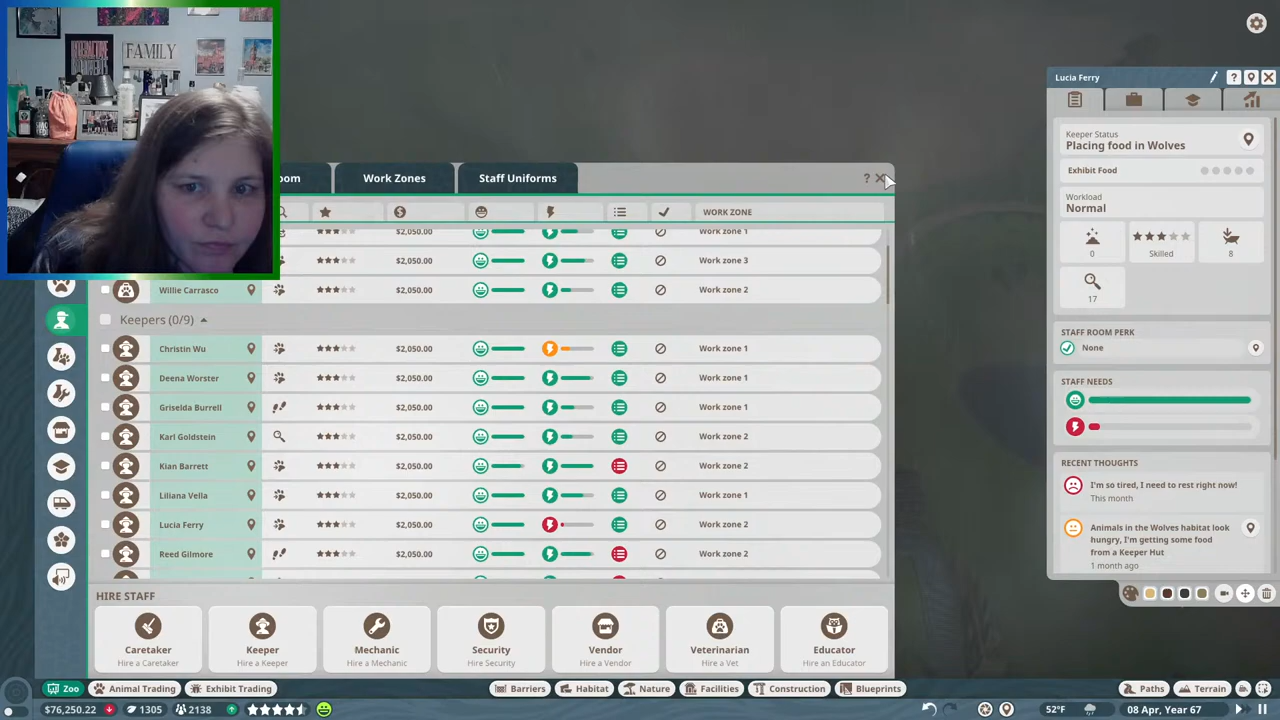 FAMILY
Lucia Ferry
?
oom
Work Zones
Staff Uniforms
?
WORK ZONE
$2,050.00 Work zone 1
$2,050.00 Work zone 3
Willie Carrasco $2,050.00 Work zone 2
Keepers (0/9)
Christin Wu $2,050.00 Work zone 1
Deena Worster $2,050.00 Work zone 1
Griselda Burrell $2,050.00 Work zone 1
Karl Goldstein $2,050.00 Work zone 2
Kian Barrett $2,050.00 Work zone 2
Liliana Vella $2,050.00 Work zone 1
Lucia Ferry $2,050.00 Work zone 2
Reed Gilmore $2,050.00 Work zone 2
HIRE STAFF
Caretaker
Hire a Caretaker
Keeper
Hire a Keeper
Mechanic
Hire a Mechanic
Security
Hire Security
Vendor
Hire a Vendor
Veterinarian
Hire a Vet
Educator
Hire an Educator
Keeper Status
Placing food in Wolves
Exhibit Food
Workload
Normal
0
Skilled
8
17
STAFF ROOM PERK
None
STAFF NEEDS
RECENT THOUGHTS
I'm so tired, I need to rest right now!
This month
Animals in the Wolves habitat look
hungry, I'm getting some food
from a Keeper Hut
1 month ago
Zoo
Animal Trading
Exhibit Trading
Barriers
Habitat
Nature
Facilities
Construction
Blueprints
Paths
Terrain
$76,250.22
1305
2138
52°F
08 Apr, Year 67